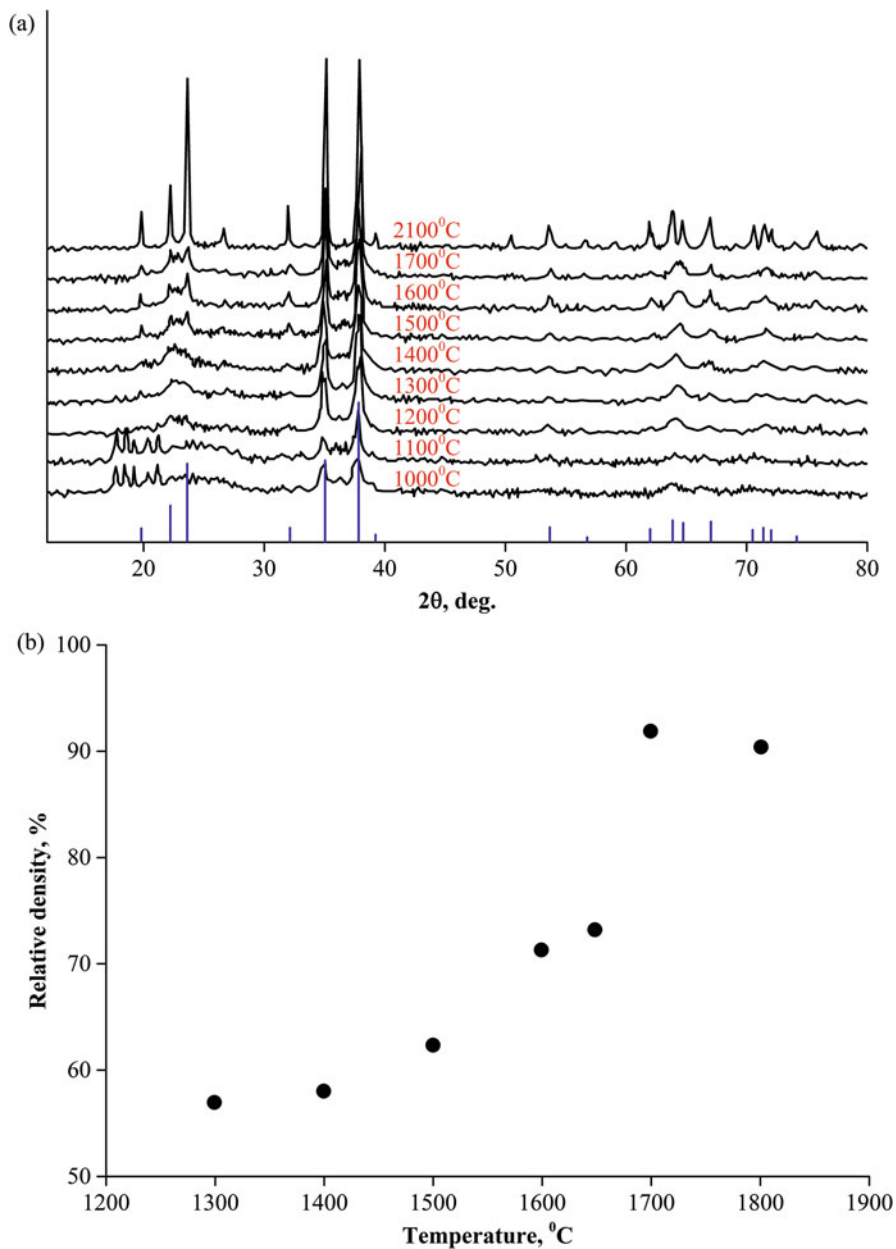 (a)
2100⁰C
1700⁰C
1600⁰C
1500⁰C
1400⁰C
1300⁰C
1200⁰C
1100⁰C
1000⁰C
20 30 40 50 60 70 80
2θ, deg.
(b)
100
90
80
70
60
50
Relative density, %
1200 1300 1400 1500 1600 1700 1800 1900
Temperature, ⁰C